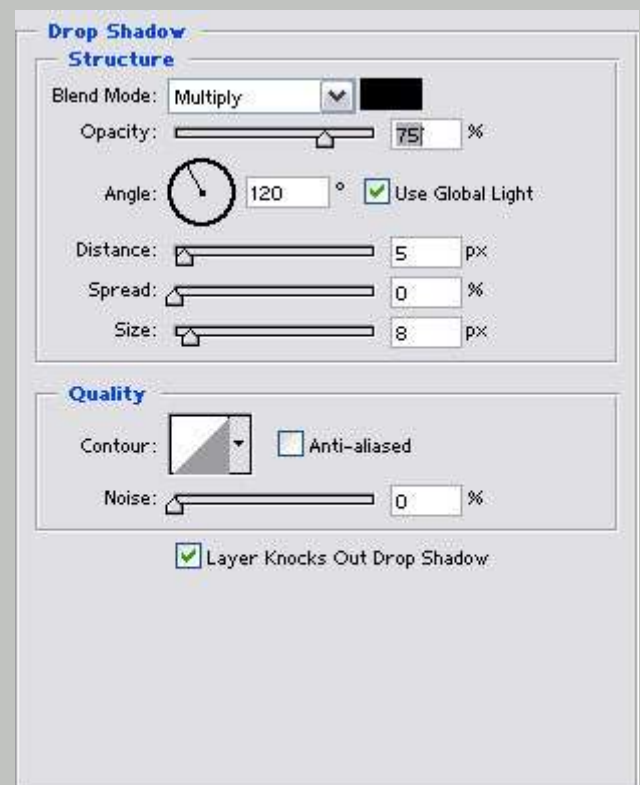 Drop Shadow
Structure
Blend Mode: Multiply
Opacity: 75 %
Angle: 120 ° Use Global Light
Distance: 5 px
Spread: 0 %
Size: 8 px
Quality
Contour: Anti-aliased
Noise: 0 %
Layer Knocks Out Drop Shadow